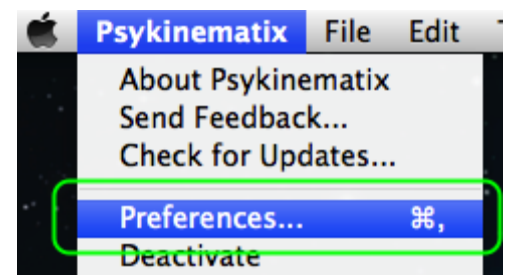 Psykinematix File Edit
About Psykinematix
Send Feedback...
Check for Updates...
Preferences... ⌘,
Deactivate